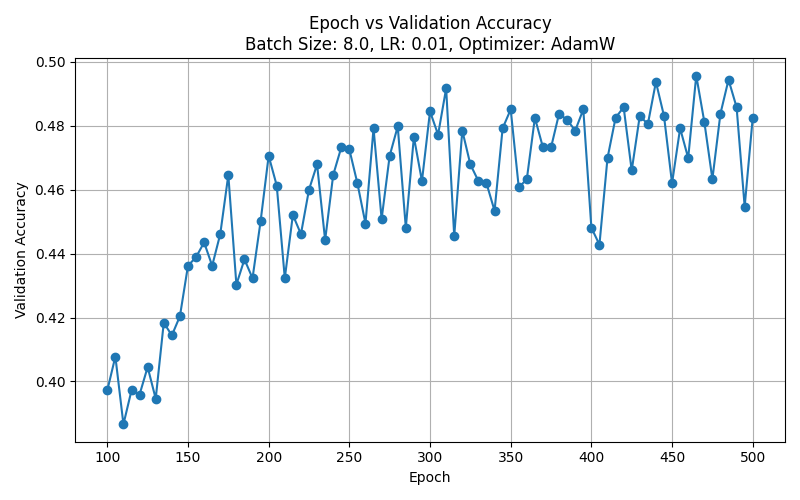 Epoch vs Validation Accuracy
Batch Size: 8.0, LR: 0.01, Optimizer: AdamW
0.50
0.48
0.46
0.44
0.42
0.40
Validation Accuracy
100 150 200 250 300 350 400 450 500
Epoch